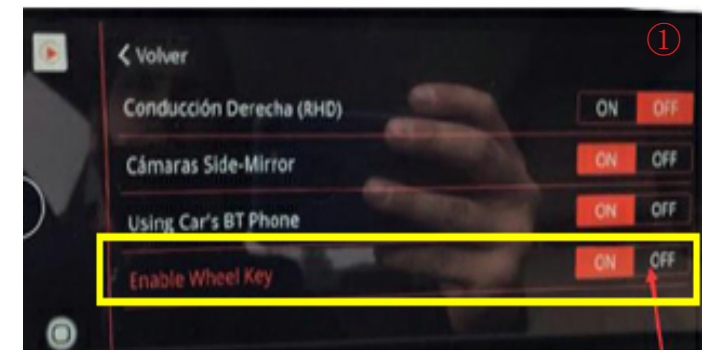 ①
< Volver
Conducción Derecha (RHD) ON OFF
Cámaras Side-Mirror ON OFF
Using Car's BT Phone ON OFF
Enable Wheel Key ON OFF